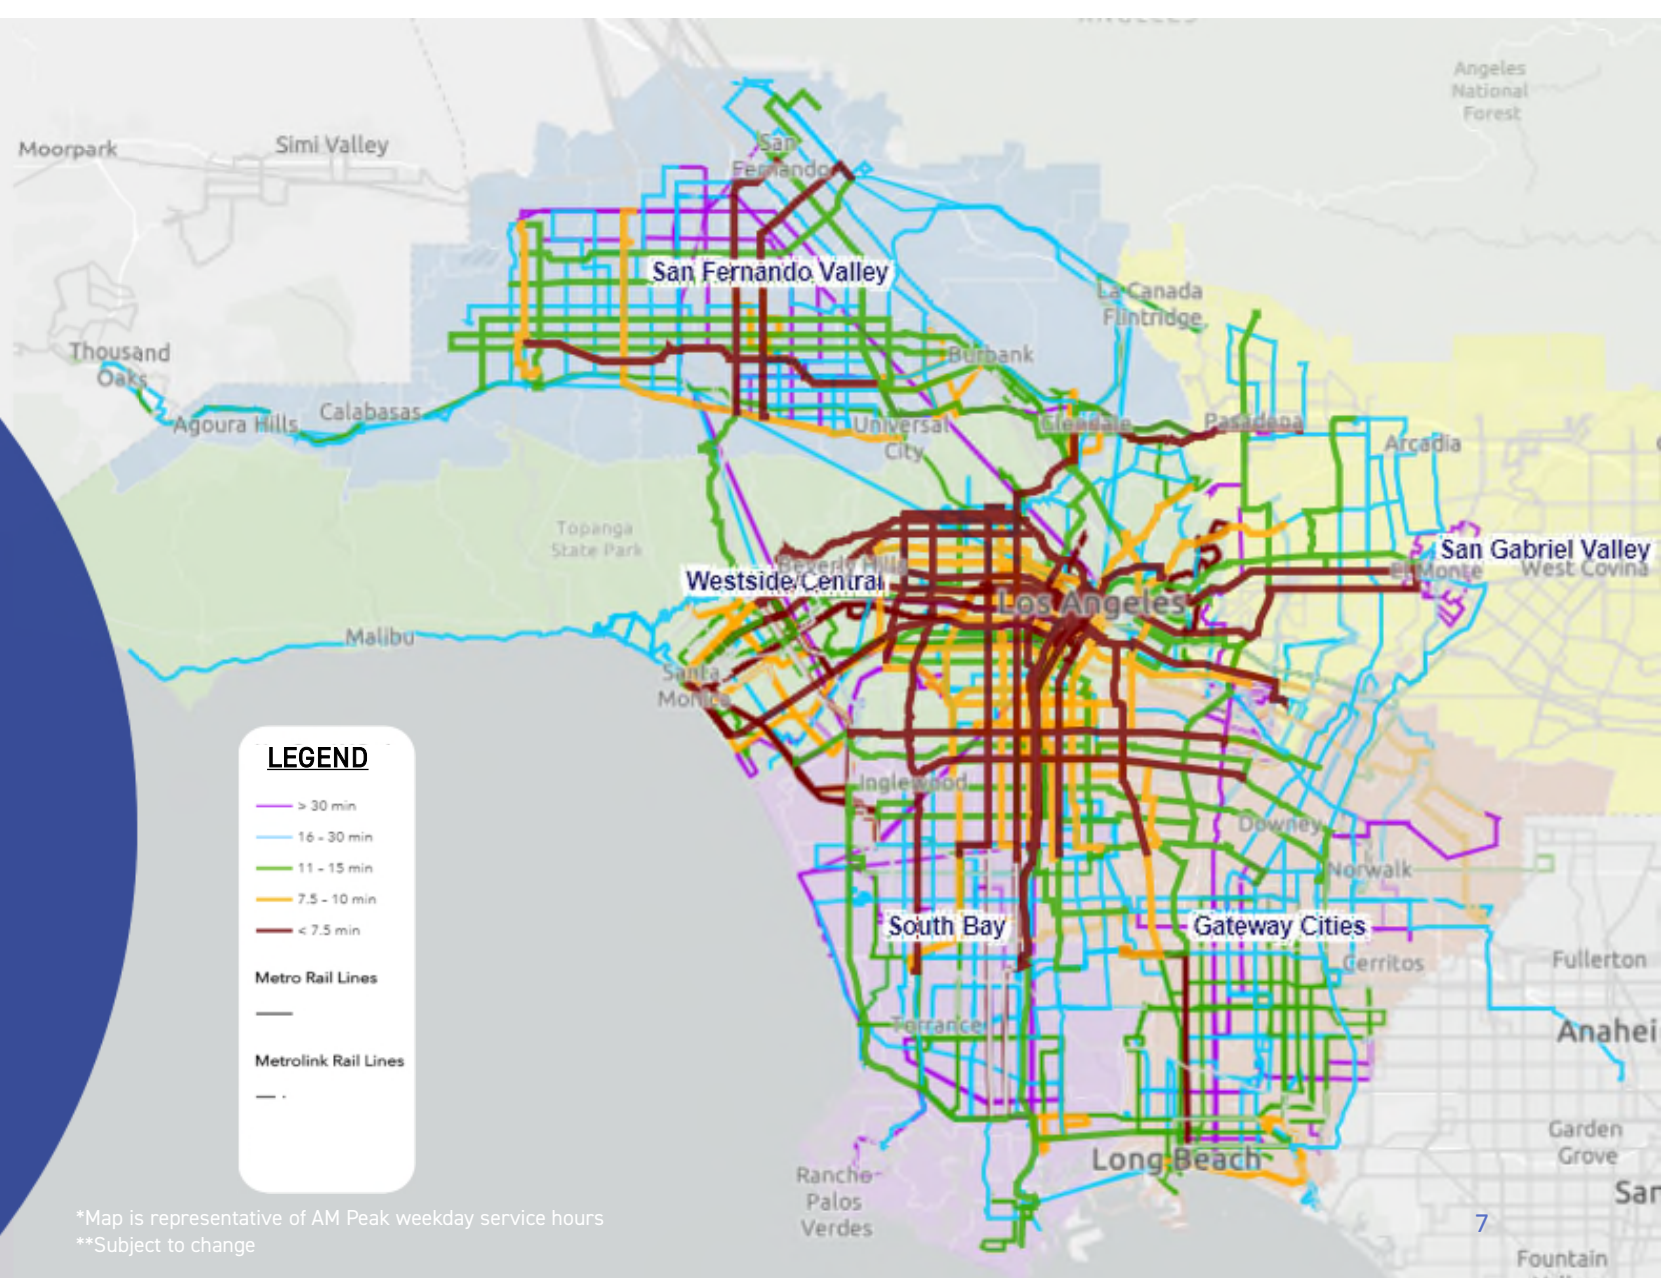 ANGELES
Angeles
National
Forest
Moorpark
Simi Valley
San
Fernando
San Fernando Valley
La Canada
Flintridge
Thousand
Oaks
Burbank
Agoura Hills
Calabasas
Universal
City
Glendale
Pasadena
Arcadia
Topanga
State Park
Beverly Hills
Westside/Central
San Gabriel Valley
El Monte
West Covina
Los Angeles
Malibu
Santa
Monica
LEGEND
> 30 min
16 - 30 min
11 - 15 min
7.5 - 10 min
< 7.5 min
Metro Rail Lines
Metrolink Rail Lines
Inglewood
Downey
Norwalk
South Bay
Gateway Cities
Cerritos
Fullerton
Torrance
Anahei
Garden
Grove
Long Beach
Rancho
Palos
Verdes
San
Fountain
*Map is representative of AM Peak weekday service hours
**Subject to change
7